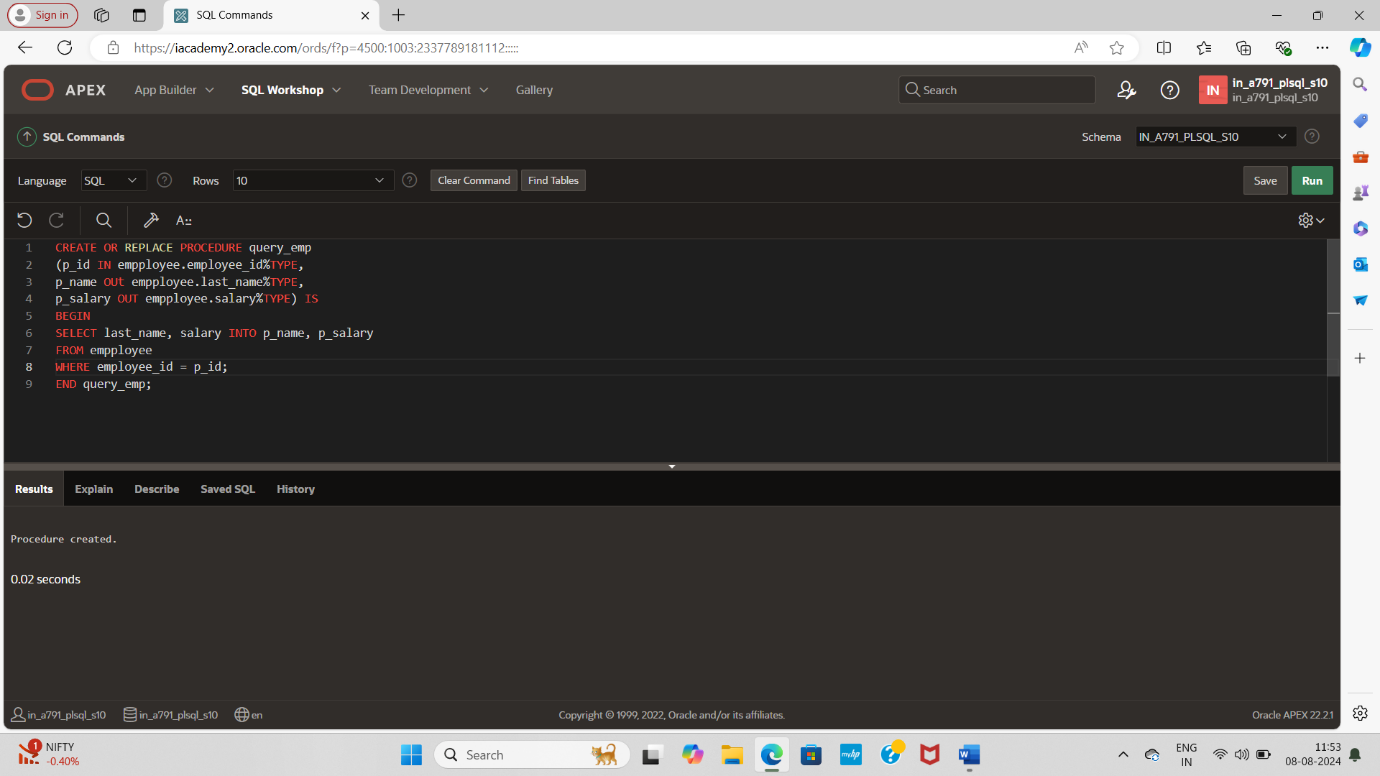 Sign in
SQL Commands
https://iacademy2.oracle.com/ords/f?p=4500:1003:2337789181112:::::
APEX App Builder SQL Workshop Team Development Gallery Search IN in_a791_plsql_s10
in_a791_plsql_s10
SQL Commands Schema IN_A791_PLSQL_S10
Language SQL Rows 10 Clear Command Find Tables Save Run
A::
1 CREATE OR REPLACE PROCEDURE query_emp
2 (p_id IN empployee.employee_id%TYPE,
3 p_name OUt empployee.last_name%TYPE,
4 p_salary OUT empployee.salary%TYPE) IS
5 BEGIN
6 SELECT last_name, salary INTO p_name, p_salary
7 FROM empployee
8 WHERE employee_id = p_id;
9 END query_emp;
Results Explain Describe Saved SQL History
Procedure created.
0.02 seconds
in_a791_plsql_s10 in_a791_plsql_s10 en Copyright © 1999, 2022, Oracle and/or its affiliates. Oracle APEX 22.2.1
1 NIFTY
-0.40%
Search
myhp
W
ENG
IN
11:53
08-08-2024